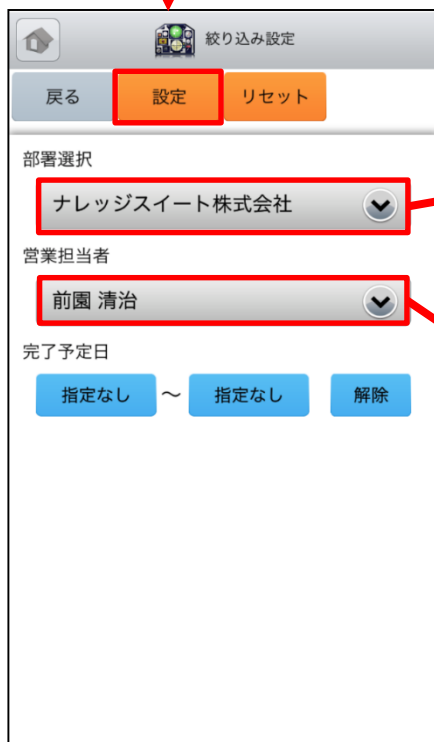 絞り込み設定
戻る 設定 リセット
部署選択
ナレッジスイート株式会社
営業担当者
前園 清治
完了予定日
指定なし ～ 指定なし 解除